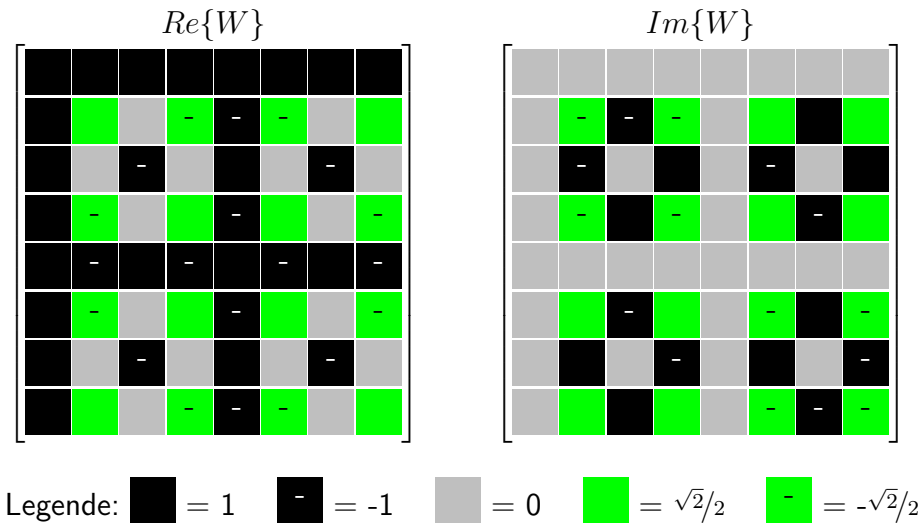 Re{W} Im{W}
- - -
- - - -
- - - -
- - - - - -
- - - -
- - - - - -
- - - - -
- - - -
- - - -
- - - -
Legende: = 1 - = -1 = 0 = √2/2 - = -√2/2